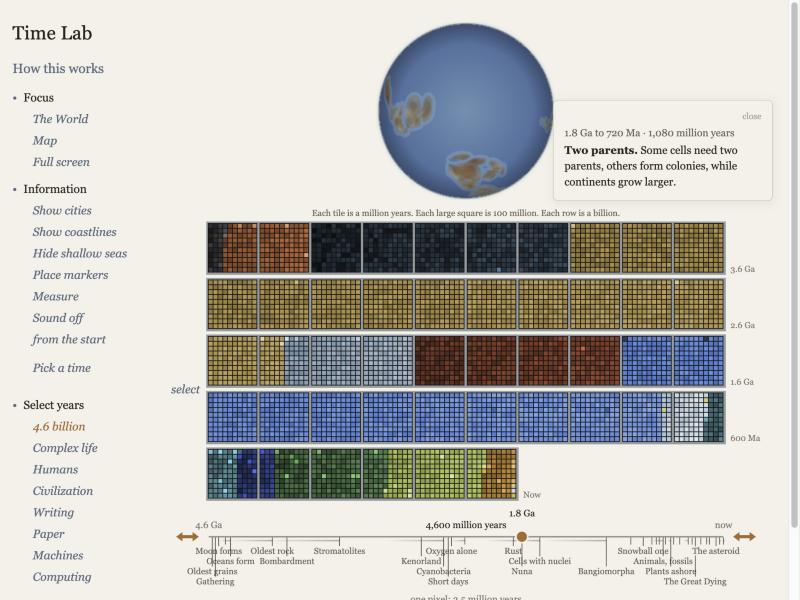 Time Lab
How this works
Focus
The World
Map
Full screen
Information
Show cities
Show coastlines
Hide shallow seas
Place markers
Measure
Sound off
from the start
Pick a time
Select years
4.6 billion
Complex life
Humans
Civilization
Writing
Paper
Machines
Computing
close
1.8 Ga to 720 Ma · 1,080 million years
Two parents. Some cells need two
parents, others form colonies, while
continents grow larger.
Each tile is a million years. Each large square is 100 million. Each row is a billion.
3.6 Ga
2.6 Ga
1.6 Ga
select
600 Ma
Now
1.8 Ga
4.6 Ga
4,600 million years
now
Moon forms
Oldest rock
Stromatolites
Oxygen alone
Rust
Snowball one
The asteroid
Oceans form
Bombardment
Kenorland
Cells with nuclei
Animals, fossils
Oldest grains
Cyanobacteria
Nuna
Bangiomorpha
Plants ashore
Gathering
Short days
The Great Dying
one pixel: 2.5 million years